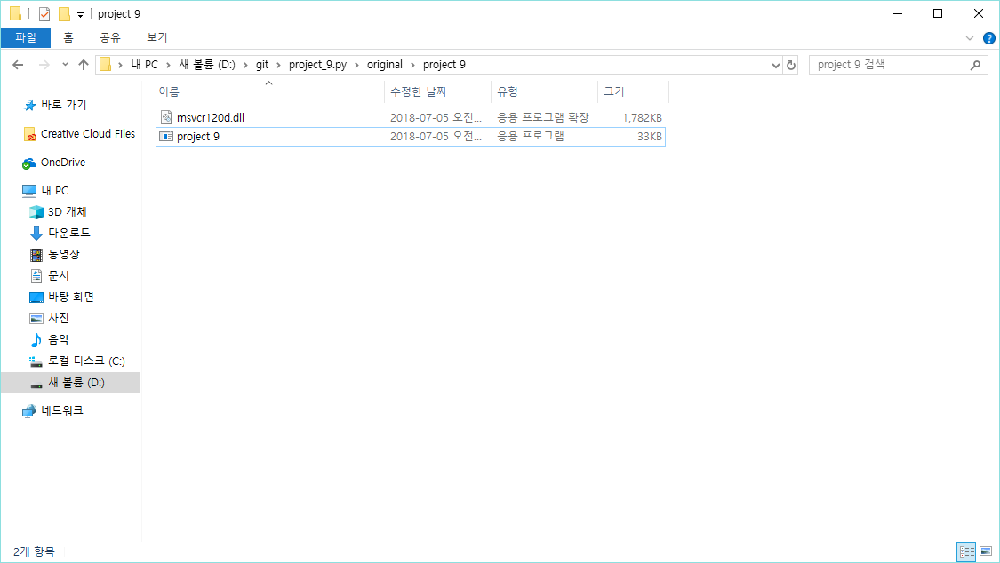 project 9
파일 홈 공유 보기
내 PC 새 볼륨 (D:) git project_9.py original project 9
project 9 검색
이름 수정한 날짜 유형 크기
msvcr120d.dll 2018-07-05 오전... 응용 프로그램 확장 1,782KB
project 9 2018-07-05 오전... 응용 프로그램 33KB
바로 가기
Creative Cloud Files
OneDrive
내 PC
3D 개체
다운로드
동영상
문서
바탕 화면
사진
음악
로컬 디스크 (C:)
새 볼륨 (D:)
네트워크
2개 항목